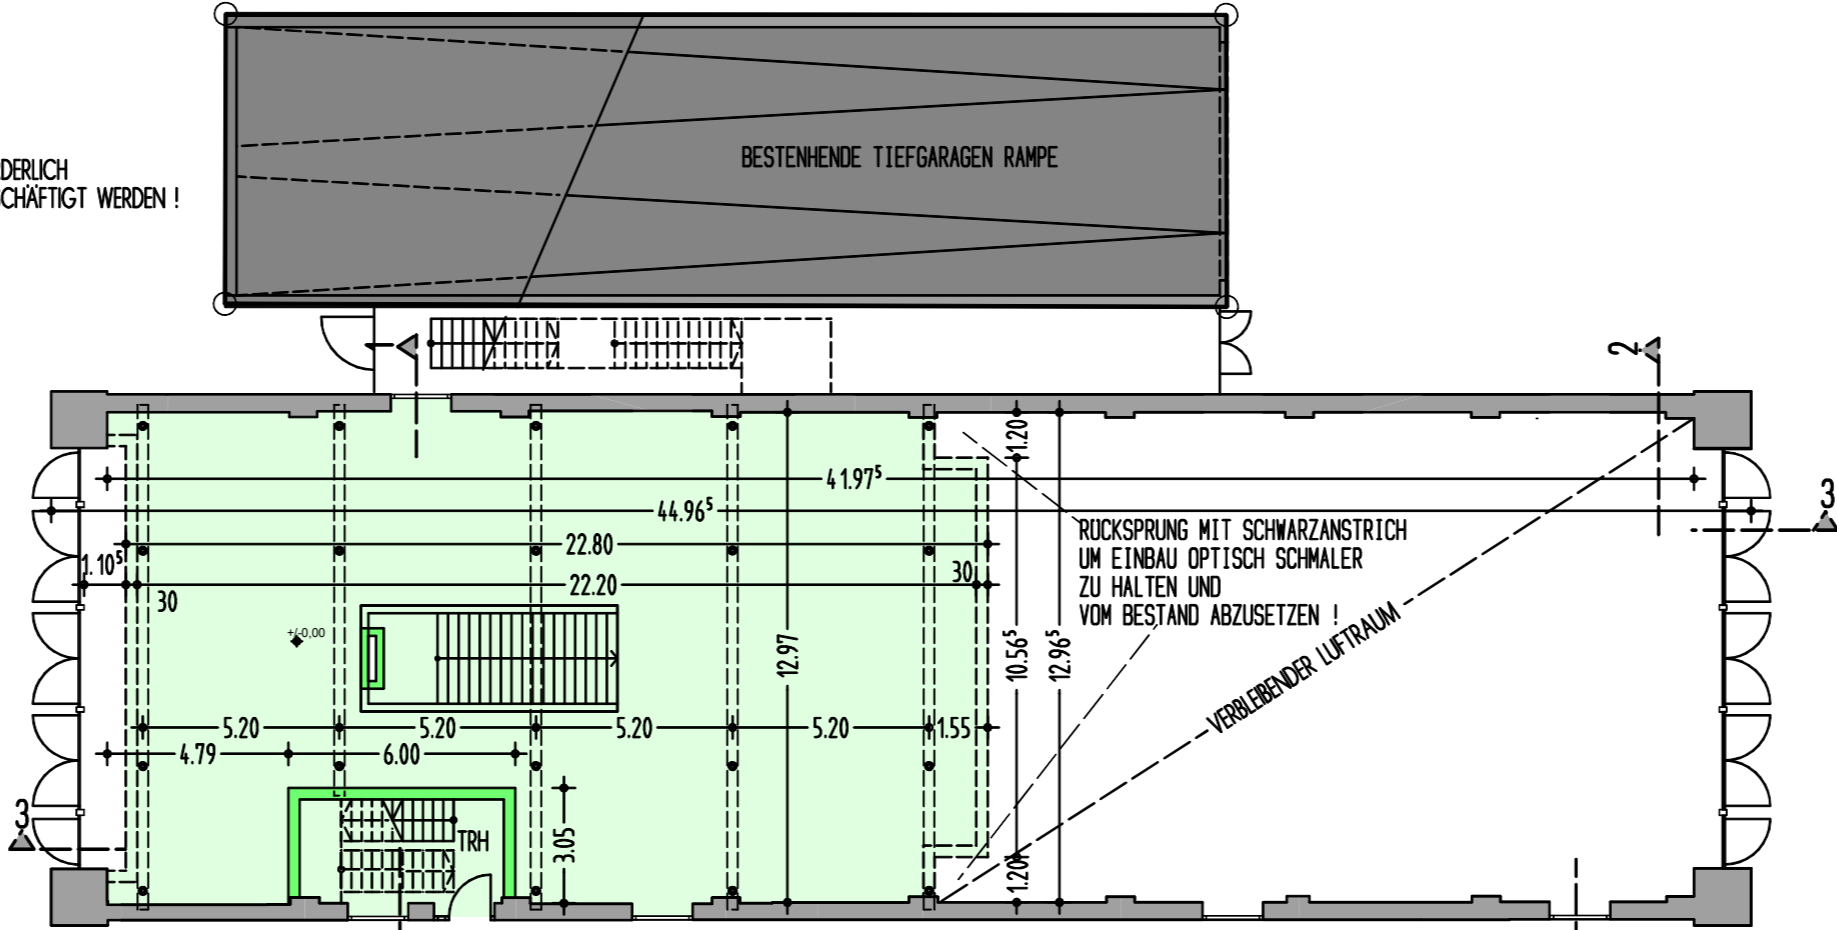 BESTENHENDE TIEFGARAGEN RAMPE
DERLICH
CHÄFTIGT WERDEN !
2
1.20
41.97⁵
44.96⁵
3
RÜCKSPRUNG MIT SCHWARZANSTRICH
UM EINBAU OPTISCH SCHMALER
ZU HALTEN UND
VOM BESTAND ABZUSETZEN !
22.80
1.10⁵
30
22.20
30
+/-0,00
12.97
10.56⁵
12.96⁵
VERBLEIBENDER LUFTRAUM
5.20
5.20
5.20
5.20
1.55
4.79
6.00
3
TRH
3.05
1.20